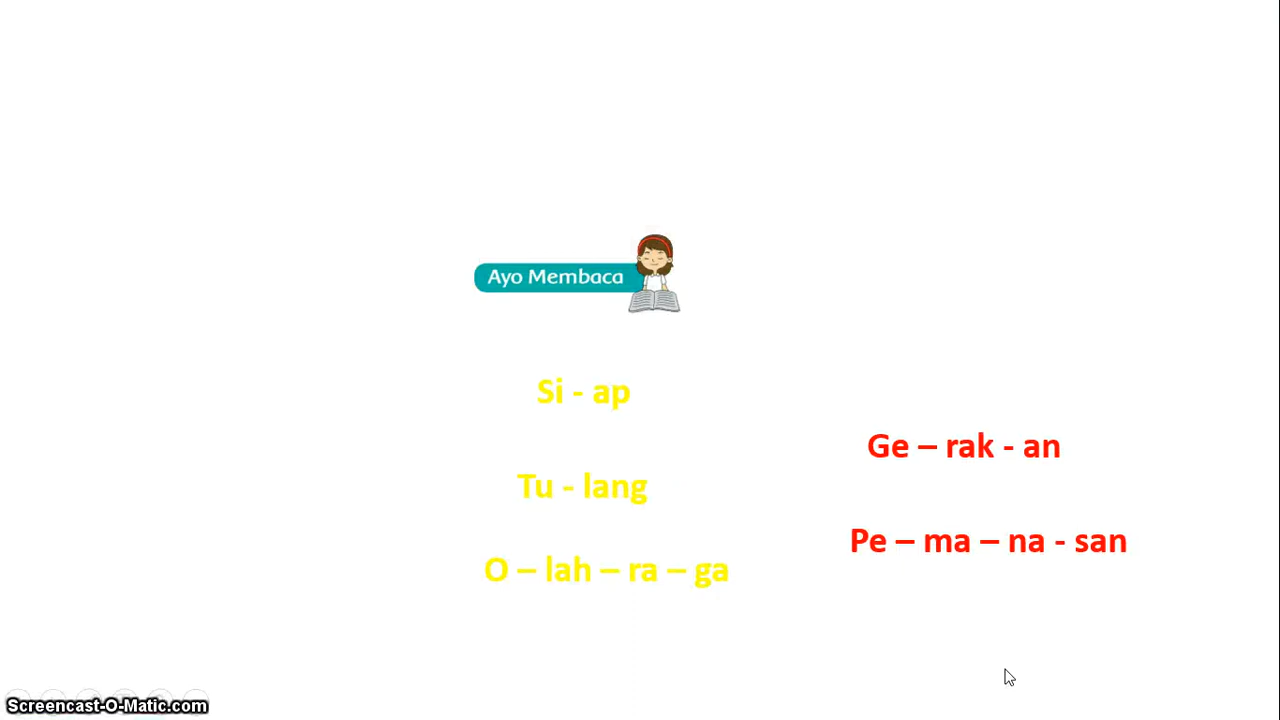 Ayo Membaca
Si - ap
Tu - lang
O – lah – ra – ga
Ge – rak - an
Pe – ma – na - san
Screencast-O-Matic.com